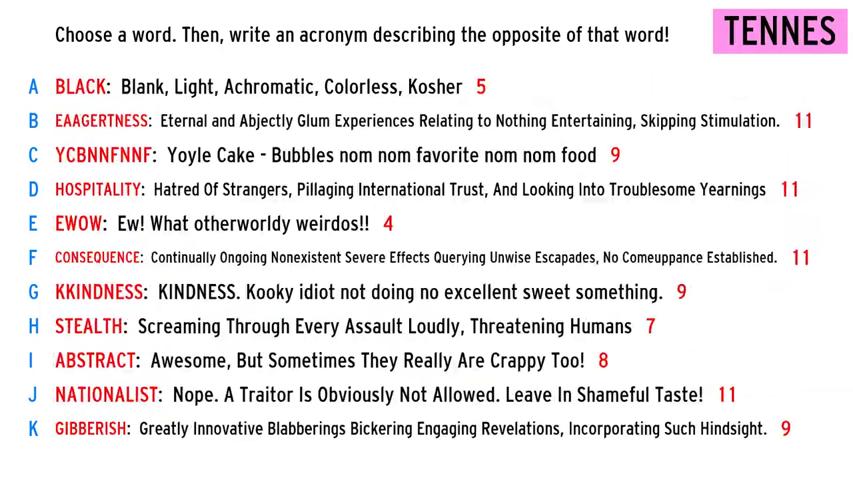 Choose a word. Then, write an acronym describing the opposite of that word!
TENNES
A BLACK: Blank, Light, Achromatic, Colorless, Kosher 5
B EAAGERTNESS: Eternal and Abjectly Glum Experiences Relating to Nothing Entertaining, Skipping Stimulation. 11
C YCBNNFNNF: Yoyle Cake - Bubbles nom nom favorite nom nom food 9
D HOSPITALITY: Hatred Of Strangers, Pillaging International Trust, And Looking Into Troublesome Yearnings 11
E EWOW: Ew! What otherworldy weirdos!! 4
F CONSEQUENCE: Continually Ongoing Nonexistent Severe Effects Querying Unwise Escapades, No Comeuppance Established. 11
G KKINDNESS: KINDNESS. Kooky idiot not doing no excellent sweet something. 9
H STEALTH: Screaming Through Every Assault Loudly, Threatening Humans 7
I ABSTRACT: Awesome, But Sometimes They Really Are Crappy Too! 8
J NATIONALIST: Nope. A Traitor Is Obviously Not Allowed. Leave In Shameful Taste! 11
K GIBBERISH: Greatly Innovative Blabberings Bickering Engaging Revelations, Incorporating Such Hindsight. 9